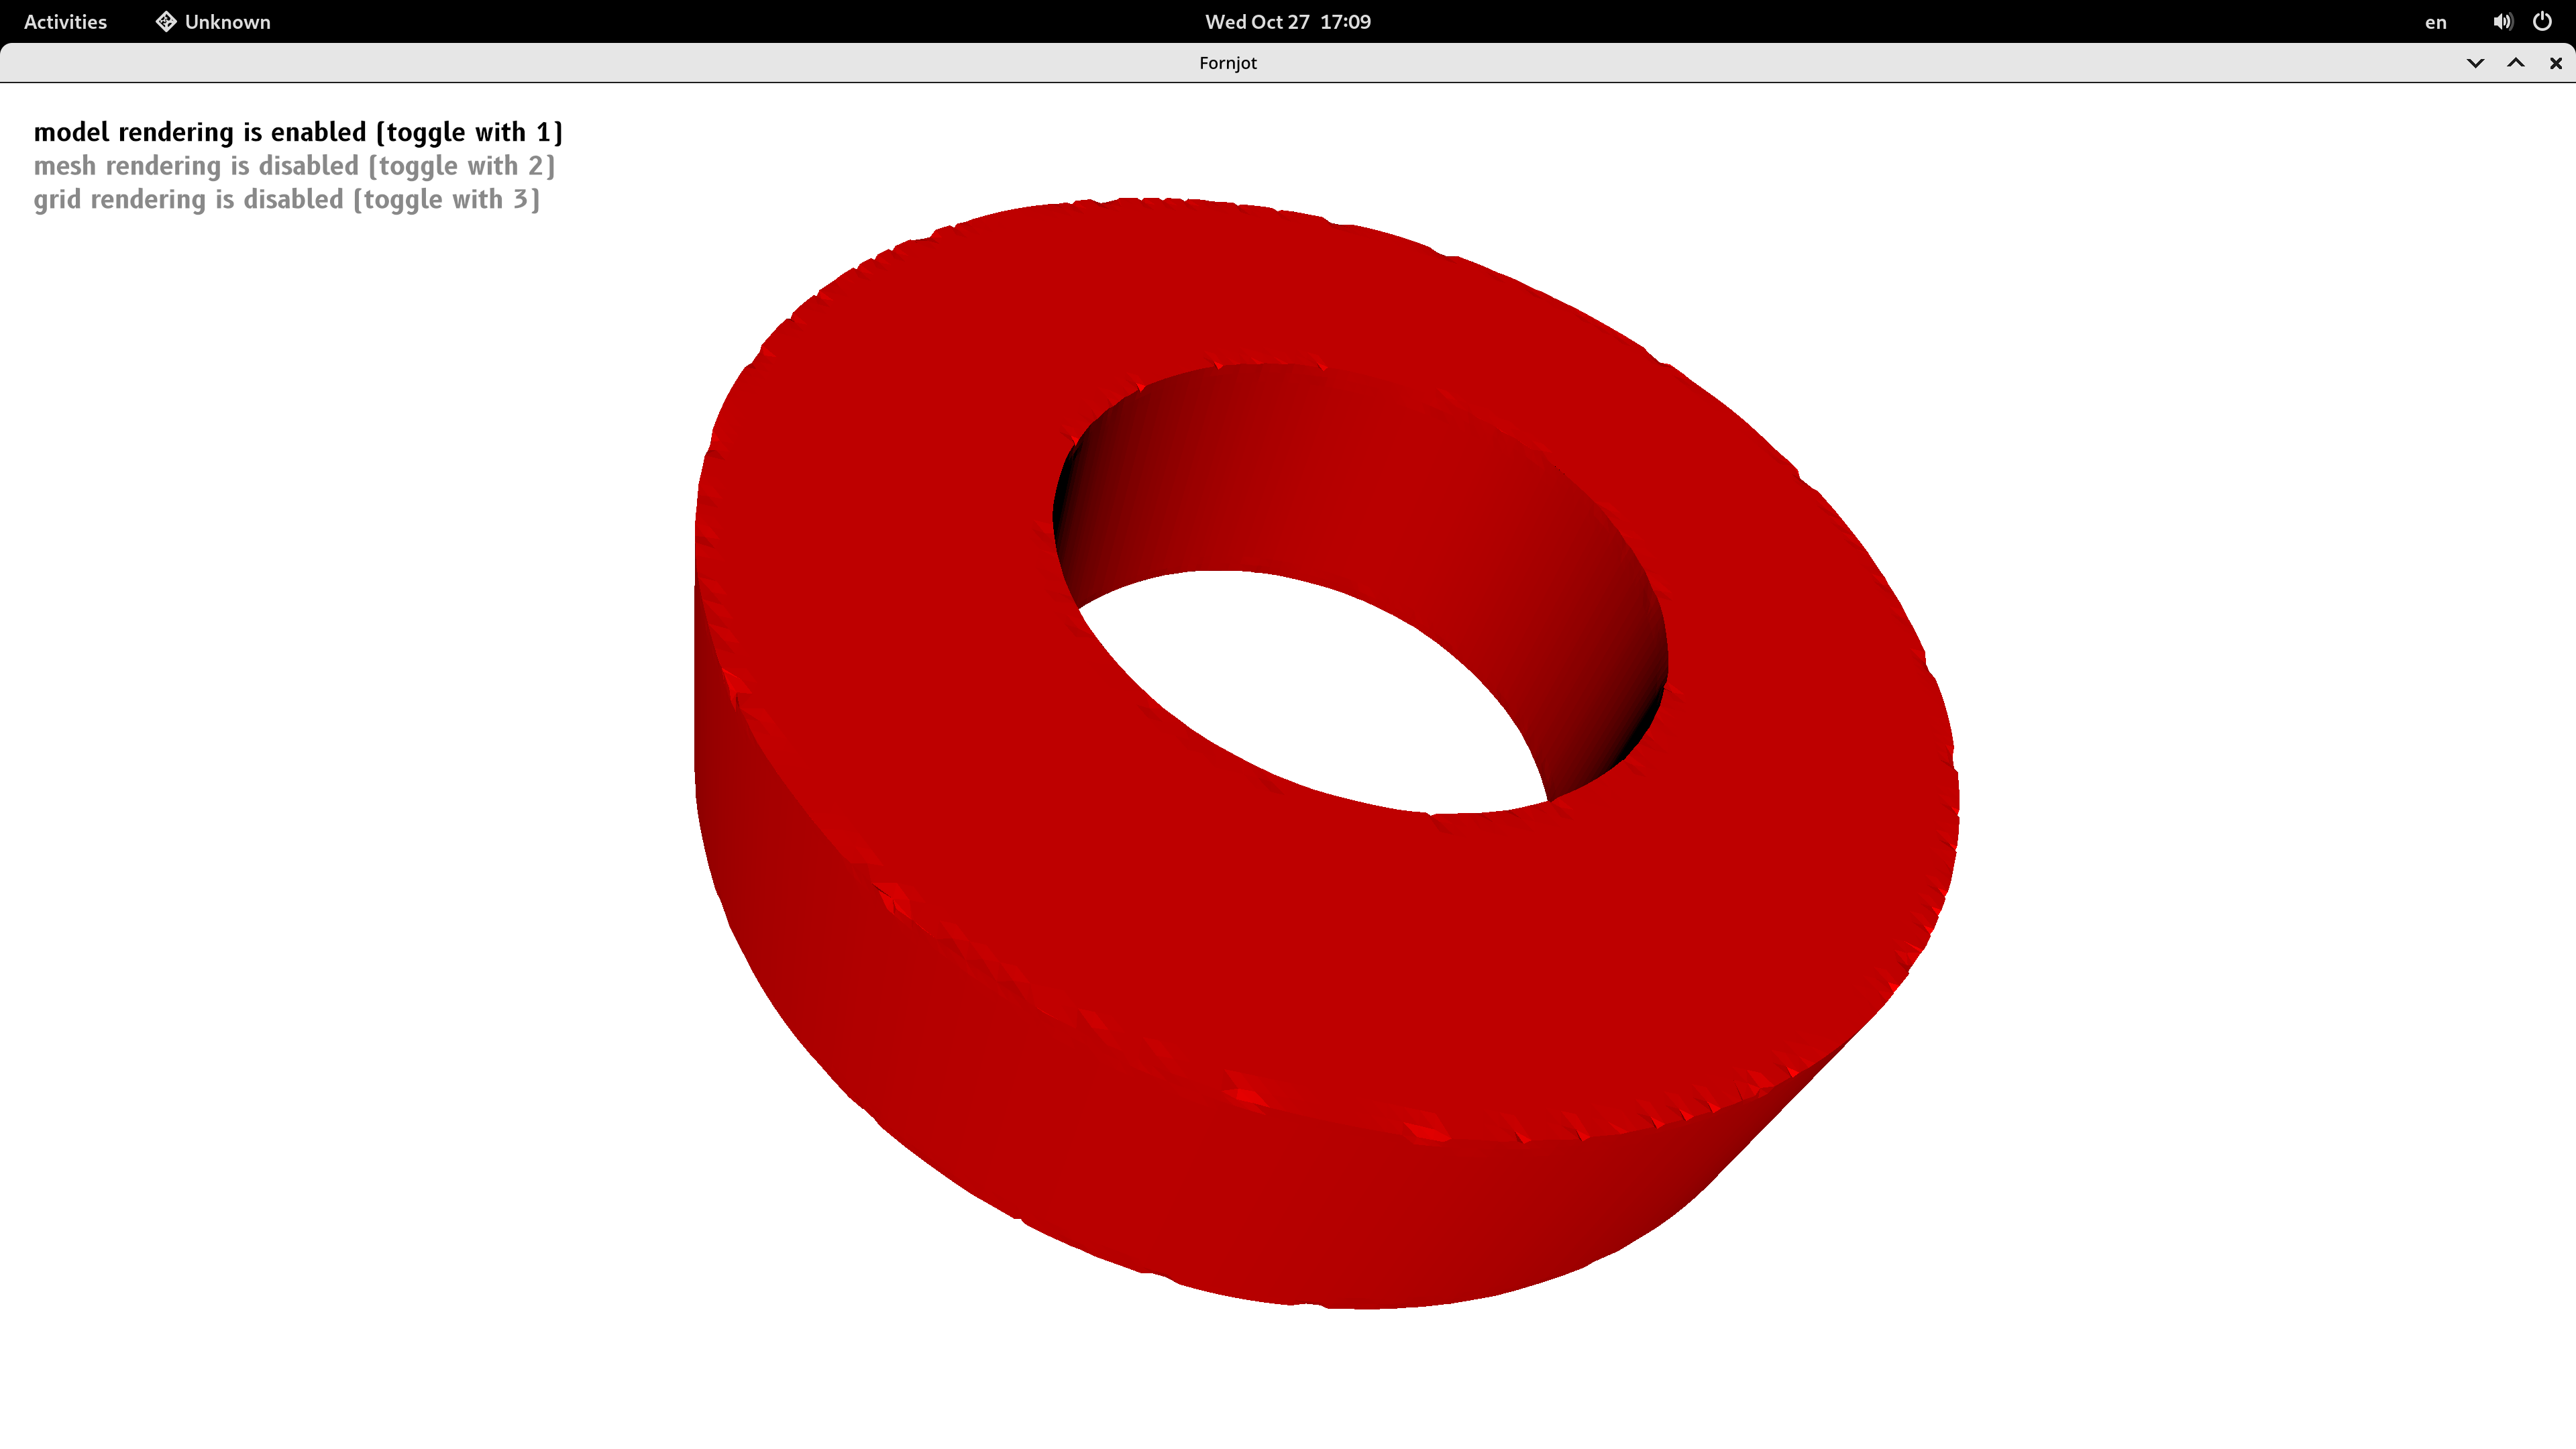 Activities Unknown Wed Oct 27 17:09 en
Fornjot
model rendering is enabled (toggle with 1)
mesh rendering is disabled (toggle with 2)
grid rendering is disabled (toggle with 3)